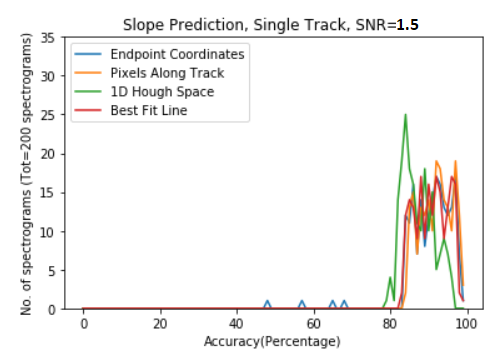 Slope Prediction, Single Track, SNR=1.5
No. of spectrograms (Tot=200 spectrograms)
35
30
25
20
15
10
5
0
Endpoint Coordinates
Pixels Along Track
1D Hough Space
Best Fit Line
0 20 40 60 80 100
Accuracy(Percentage)